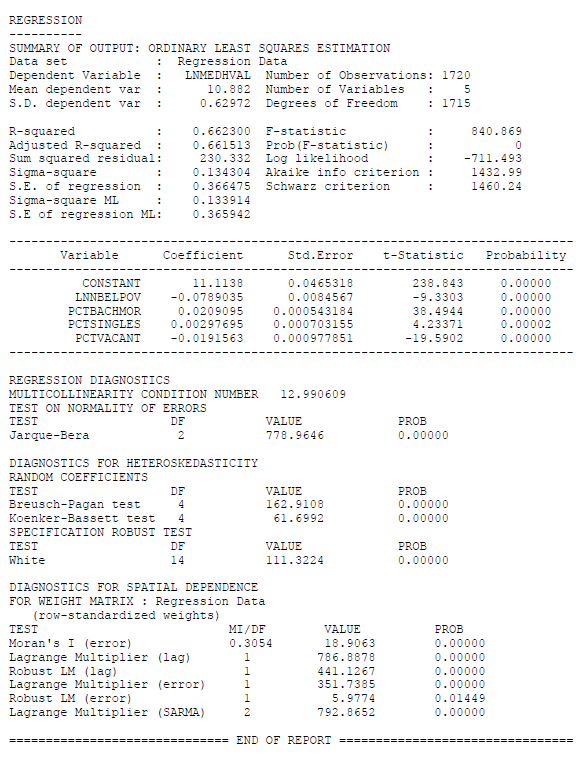 REGRESSION
----------
SUMMARY OF OUTPUT: ORDINARY LEAST SQUARES ESTIMATION
Data set            :  Regression Data
Dependent Variable  :    LNMEDHVAL  Number of Observations: 1720
Mean dependent var  :       10.882  Number of Variables   :    5
S.D. dependent var  :      0.62972  Degrees of Freedom    : 1715
R-squared           :     0.662300  F-statistic           :     840.869
Adjusted R-squared  :     0.661513  Prob(F-statistic)     :           0
Sum squared residual:      230.332  Log likelihood        :    -711.493
Sigma-square        :     0.134304  Akaike info criterion :     1432.99
S.E. of regression  :     0.366475  Schwarz criterion     :     1460.24
Sigma-square ML     :     0.133914
S.E of regression ML:     0.365942
-----------------------------------------------------------------------------
Variable      Coefficient      Std.Error    t-Statistic   Probability
-----------------------------------------------------------------------------
CONSTANT       11.1138       0.0465318        238.843     0.00000
LNNBELPOV    -0.0789035       0.0084567        -9.3303     0.00000
PCTBACHMOR     0.0209095     0.000543184        38.4944     0.00000
PCTSINGLES    0.00297695     0.000703155        4.23371     0.00002
PCTVACANT    -0.0191563     0.000977851       -19.5902     0.00000
-----------------------------------------------------------------------------
REGRESSION DIAGNOSTICS
MULTICOLLINEARITY CONDITION NUMBER   12.990609
TEST ON NORMALITY OF ERRORS
TEST                  DF           VALUE             PROB
Jarque-Bera            2           778.9646          0.00000
DIAGNOSTICS FOR HETEROSKEDASTICITY
RANDOM COEFFICIENTS
TEST                  DF           VALUE             PROB
Breusch-Pagan test     4           162.9108          0.00000
Koenker-Bassett test   4            61.6992          0.00000
SPECIFICATION ROBUST TEST
TEST                  DF           VALUE             PROB
White                 14           111.3224          0.00000
DIAGNOSTICS FOR SPATIAL DEPENDENCE
FOR WEIGHT MATRIX : Regression Data
(row-standardized weights)
TEST                          MI/DF        VALUE          PROB
Moran's I (error)             0.3054       18.9063        0.00000
Lagrange Multiplier (lag)       1         786.8878        0.00000
Robust LM (lag)                 1         441.1267        0.00000
Lagrange Multiplier (error)     1         351.7385        0.00000
Robust LM (error)               1           5.9774        0.01449
Lagrange Multiplier (SARMA)     2         792.8652        0.00000
============================== END OF REPORT ================================